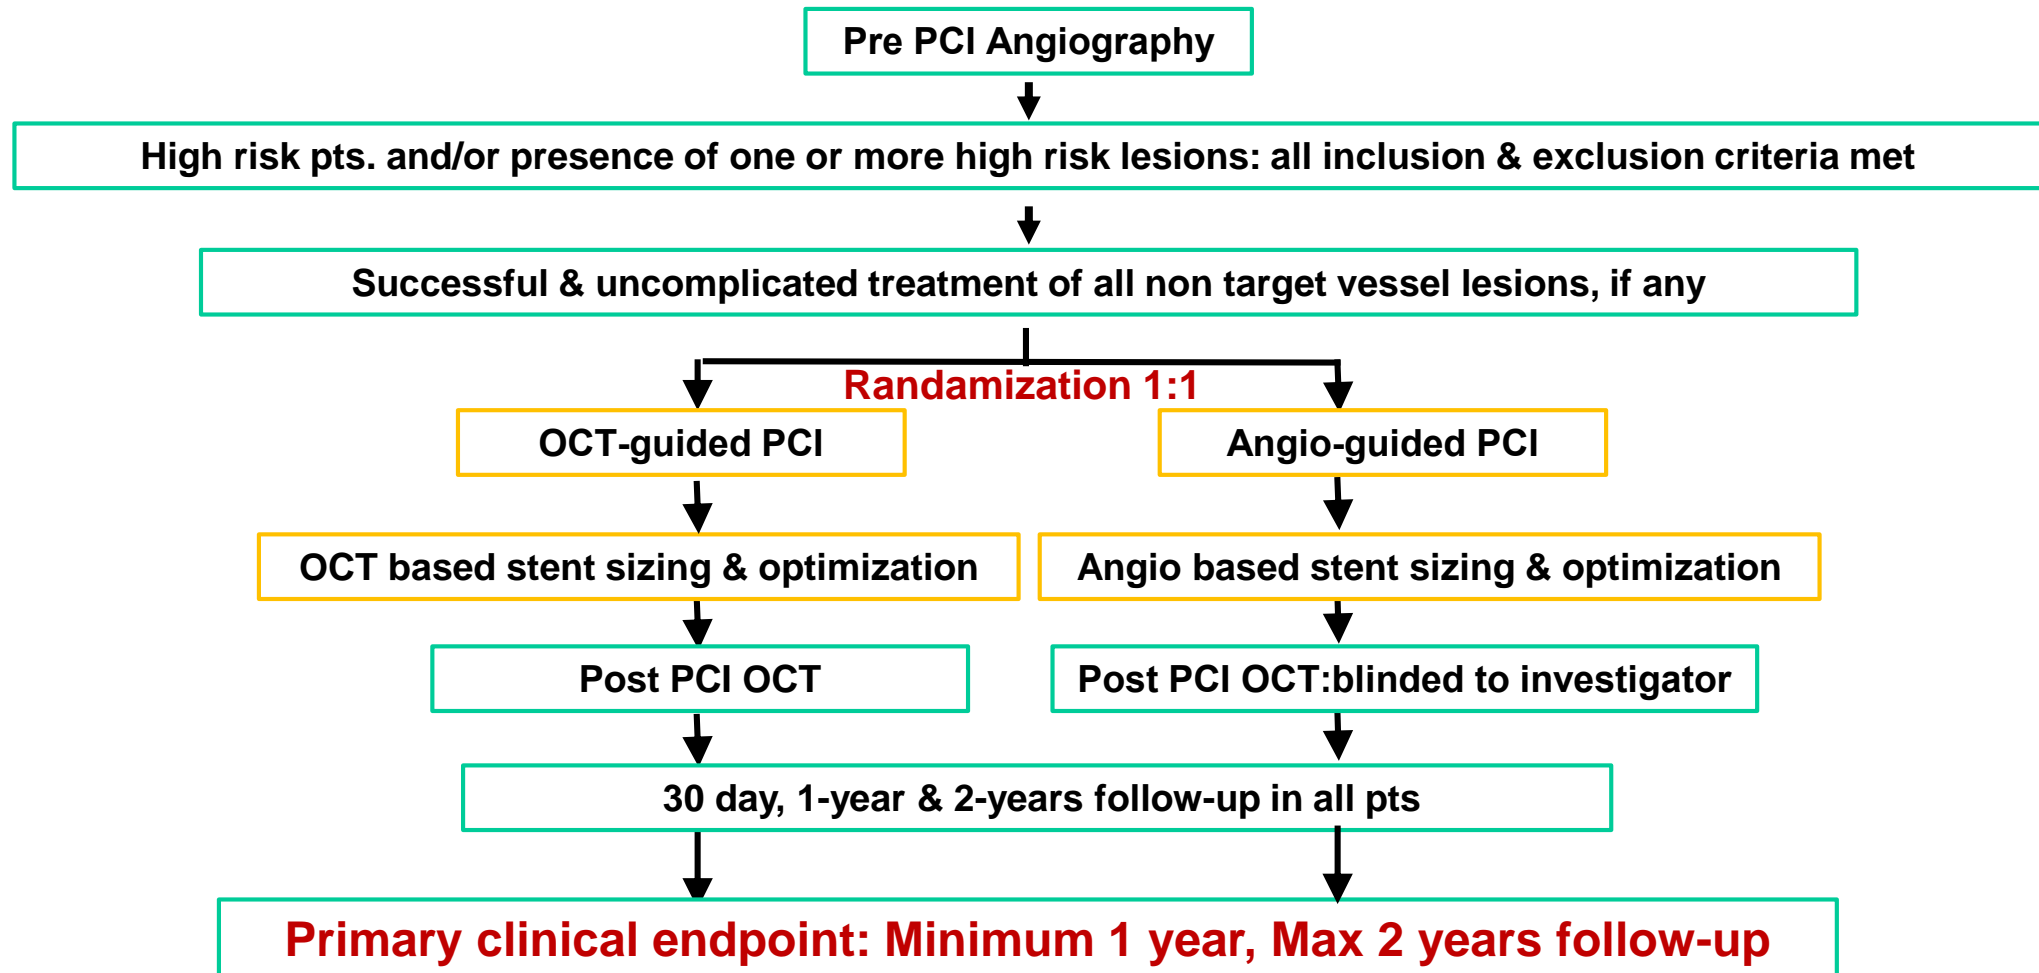 Pre PCI Angiography
High risk pts. and/or presence of one or more high risk lesions: all inclusion & exclusion criteria met
Successful & uncomplicated treatment of all non target vessel lesions, if any
Randamization 1:1
OCT-guided PCI
Angio-guided PCI
OCT based stent sizing & optimization
Angio based stent sizing & optimization
Post PCI OCT
Post PCI OCT:blinded to investigator
30 day, 1-year & 2-years follow-up in all pts
Primary clinical endpoint: Minimum 1 year, Max 2 years follow-up